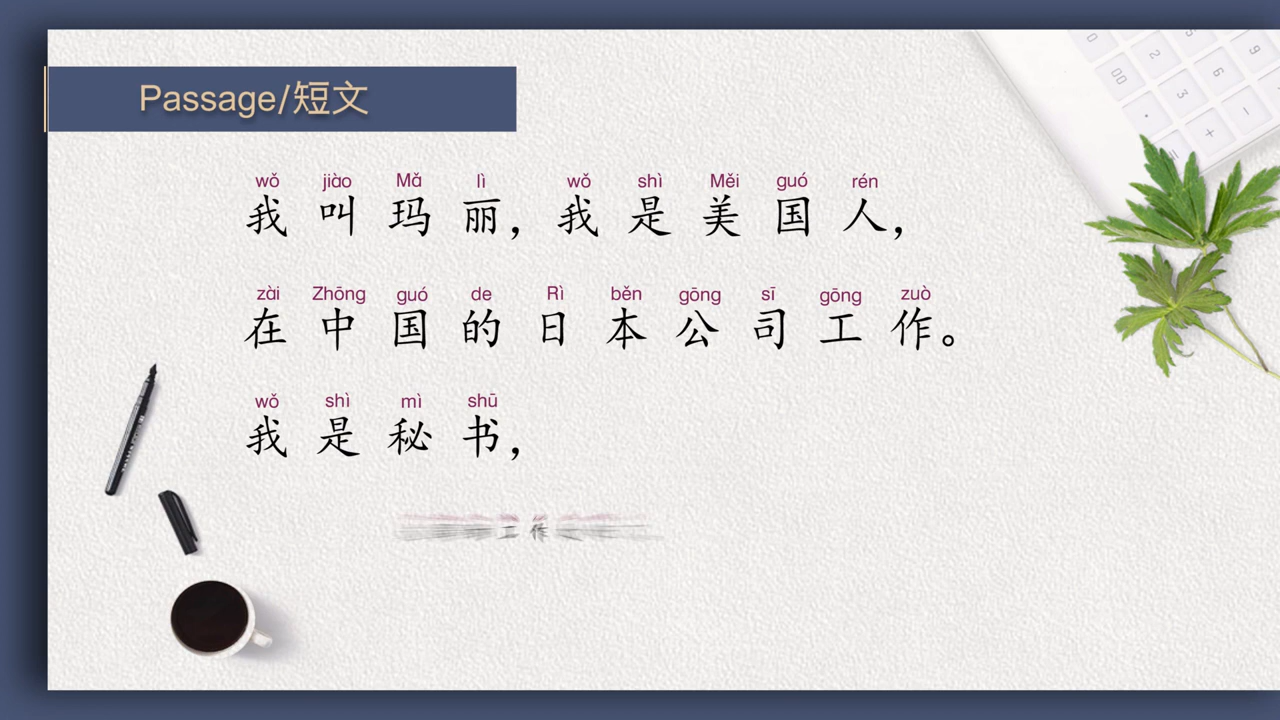 Passage/短文
wǒ jiào Mǎ lì wǒ shì Měi guó rén
我叫玛丽，我是美国人，
zài Zhōng guó de Rì běn gōng sī gōng zuò
在中国的日本公司工作。
wǒ shì mì shū
我是秘书，